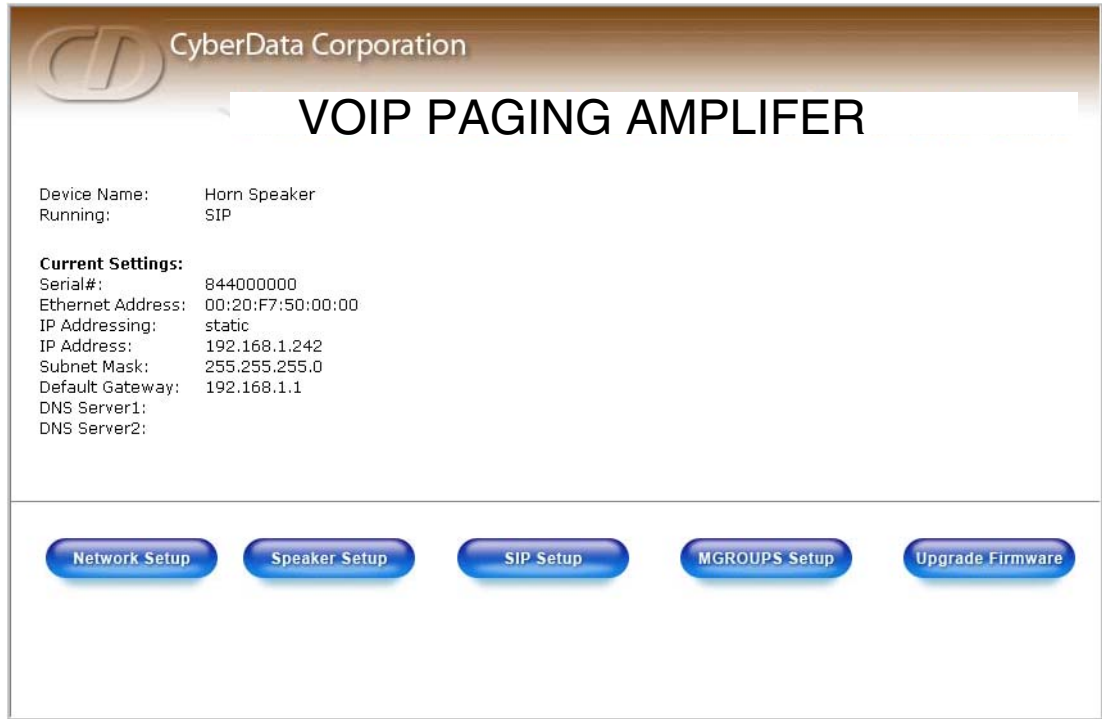 CyberData Corporation
VOIP PAGING AMPLIFER
Device Name: Horn Speaker
Running: SIP
Current Settings:
Serial#: 844000000
Ethernet Address: 00:20:F7:50:00:00
IP Addressing: static
IP Address: 192.168.1.242
Subnet Mask: 255.255.255.0
Default Gateway: 192.168.1.1
DNS Server1:
DNS Server2:
Network Setup Speaker Setup SIP Setup MGROUPS Setup Upgrade Firmware